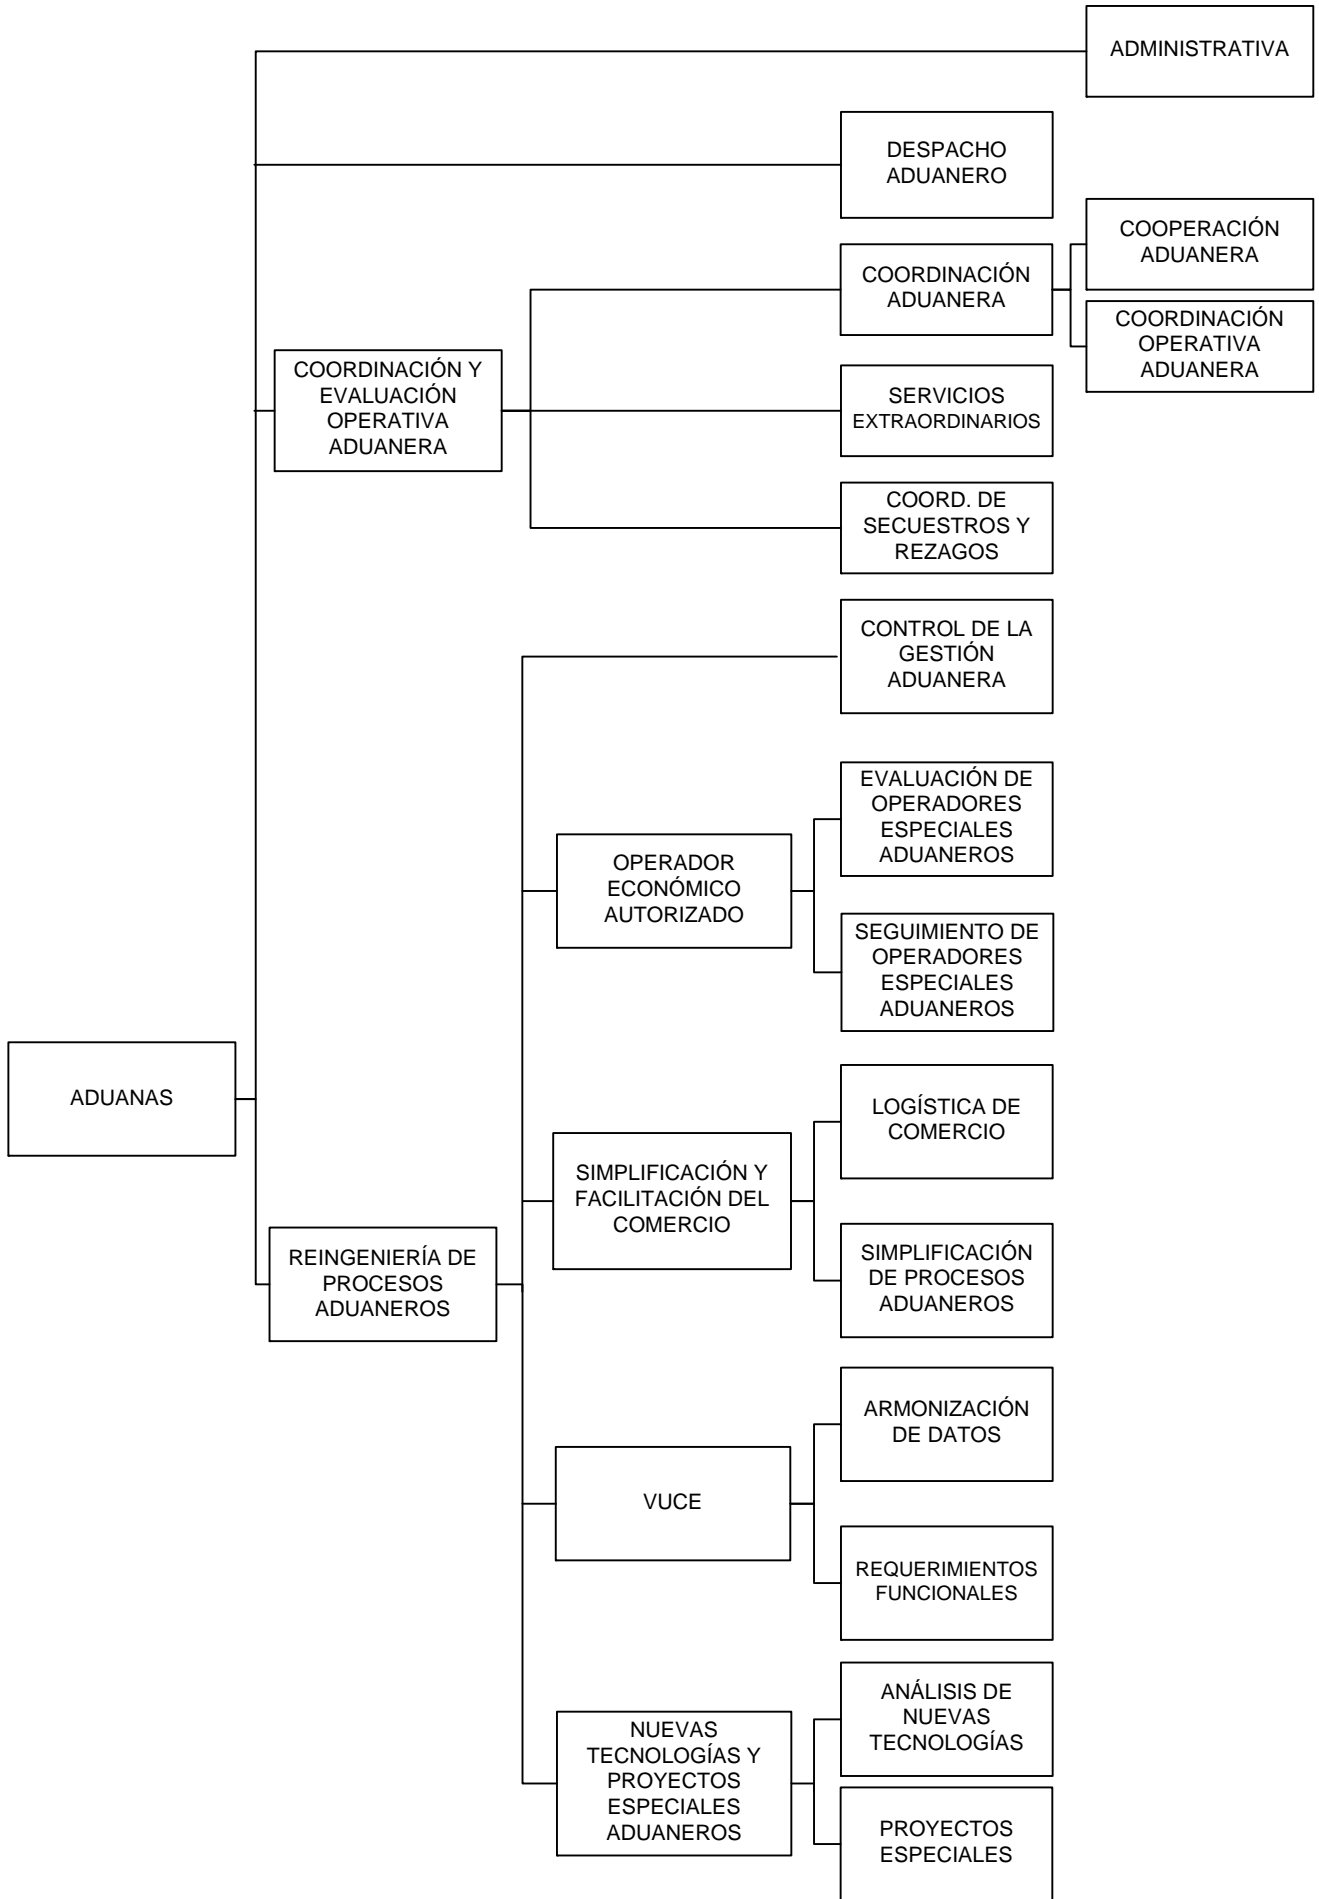 ADMINISTRATIVA
DESPACHO
ADUANERO
COOPERACIÓN
ADUANERA
COORDINACIÓN
ADUANERA
COORDINACIÓN
OPERATIVA
ADUANERA
COORDINACIÓN Y
EVALUACIÓN
OPERATIVA
ADUANERA
SERVICIOS
EXTRAORDINARIOS
COORD. DE
SECUESTROS Y
REZAGOS
CONTROL DE LA
GESTIÓN
ADUANERA
EVALUACIÓN DE
OPERADORES
ESPECIALES
ADUANEROS
OPERADOR
ECONÓMICO
AUTORIZADO
SEGUIMIENTO DE
OPERADORES
ESPECIALES
ADUANEROS
ADUANAS
LOGÍSTICA DE
COMERCIO
SIMPLIFICACIÓN Y
FACILITACIÓN DEL
COMERCIO
SIMPLIFICACIÓN
DE PROCESOS
ADUANEROS
REINGENIERÍA DE
PROCESOS
ADUANEROS
ARMONIZACIÓN
DE DATOS
VUCE
REQUERIMIENTOS
FUNCIONALES
ANÁLISIS DE
NUEVAS
TECNOLOGÍAS
NUEVAS
TECNOLOGÍAS Y
PROYECTOS
ESPECIALES
ADUANEROS
PROYECTOS
ESPECIALES